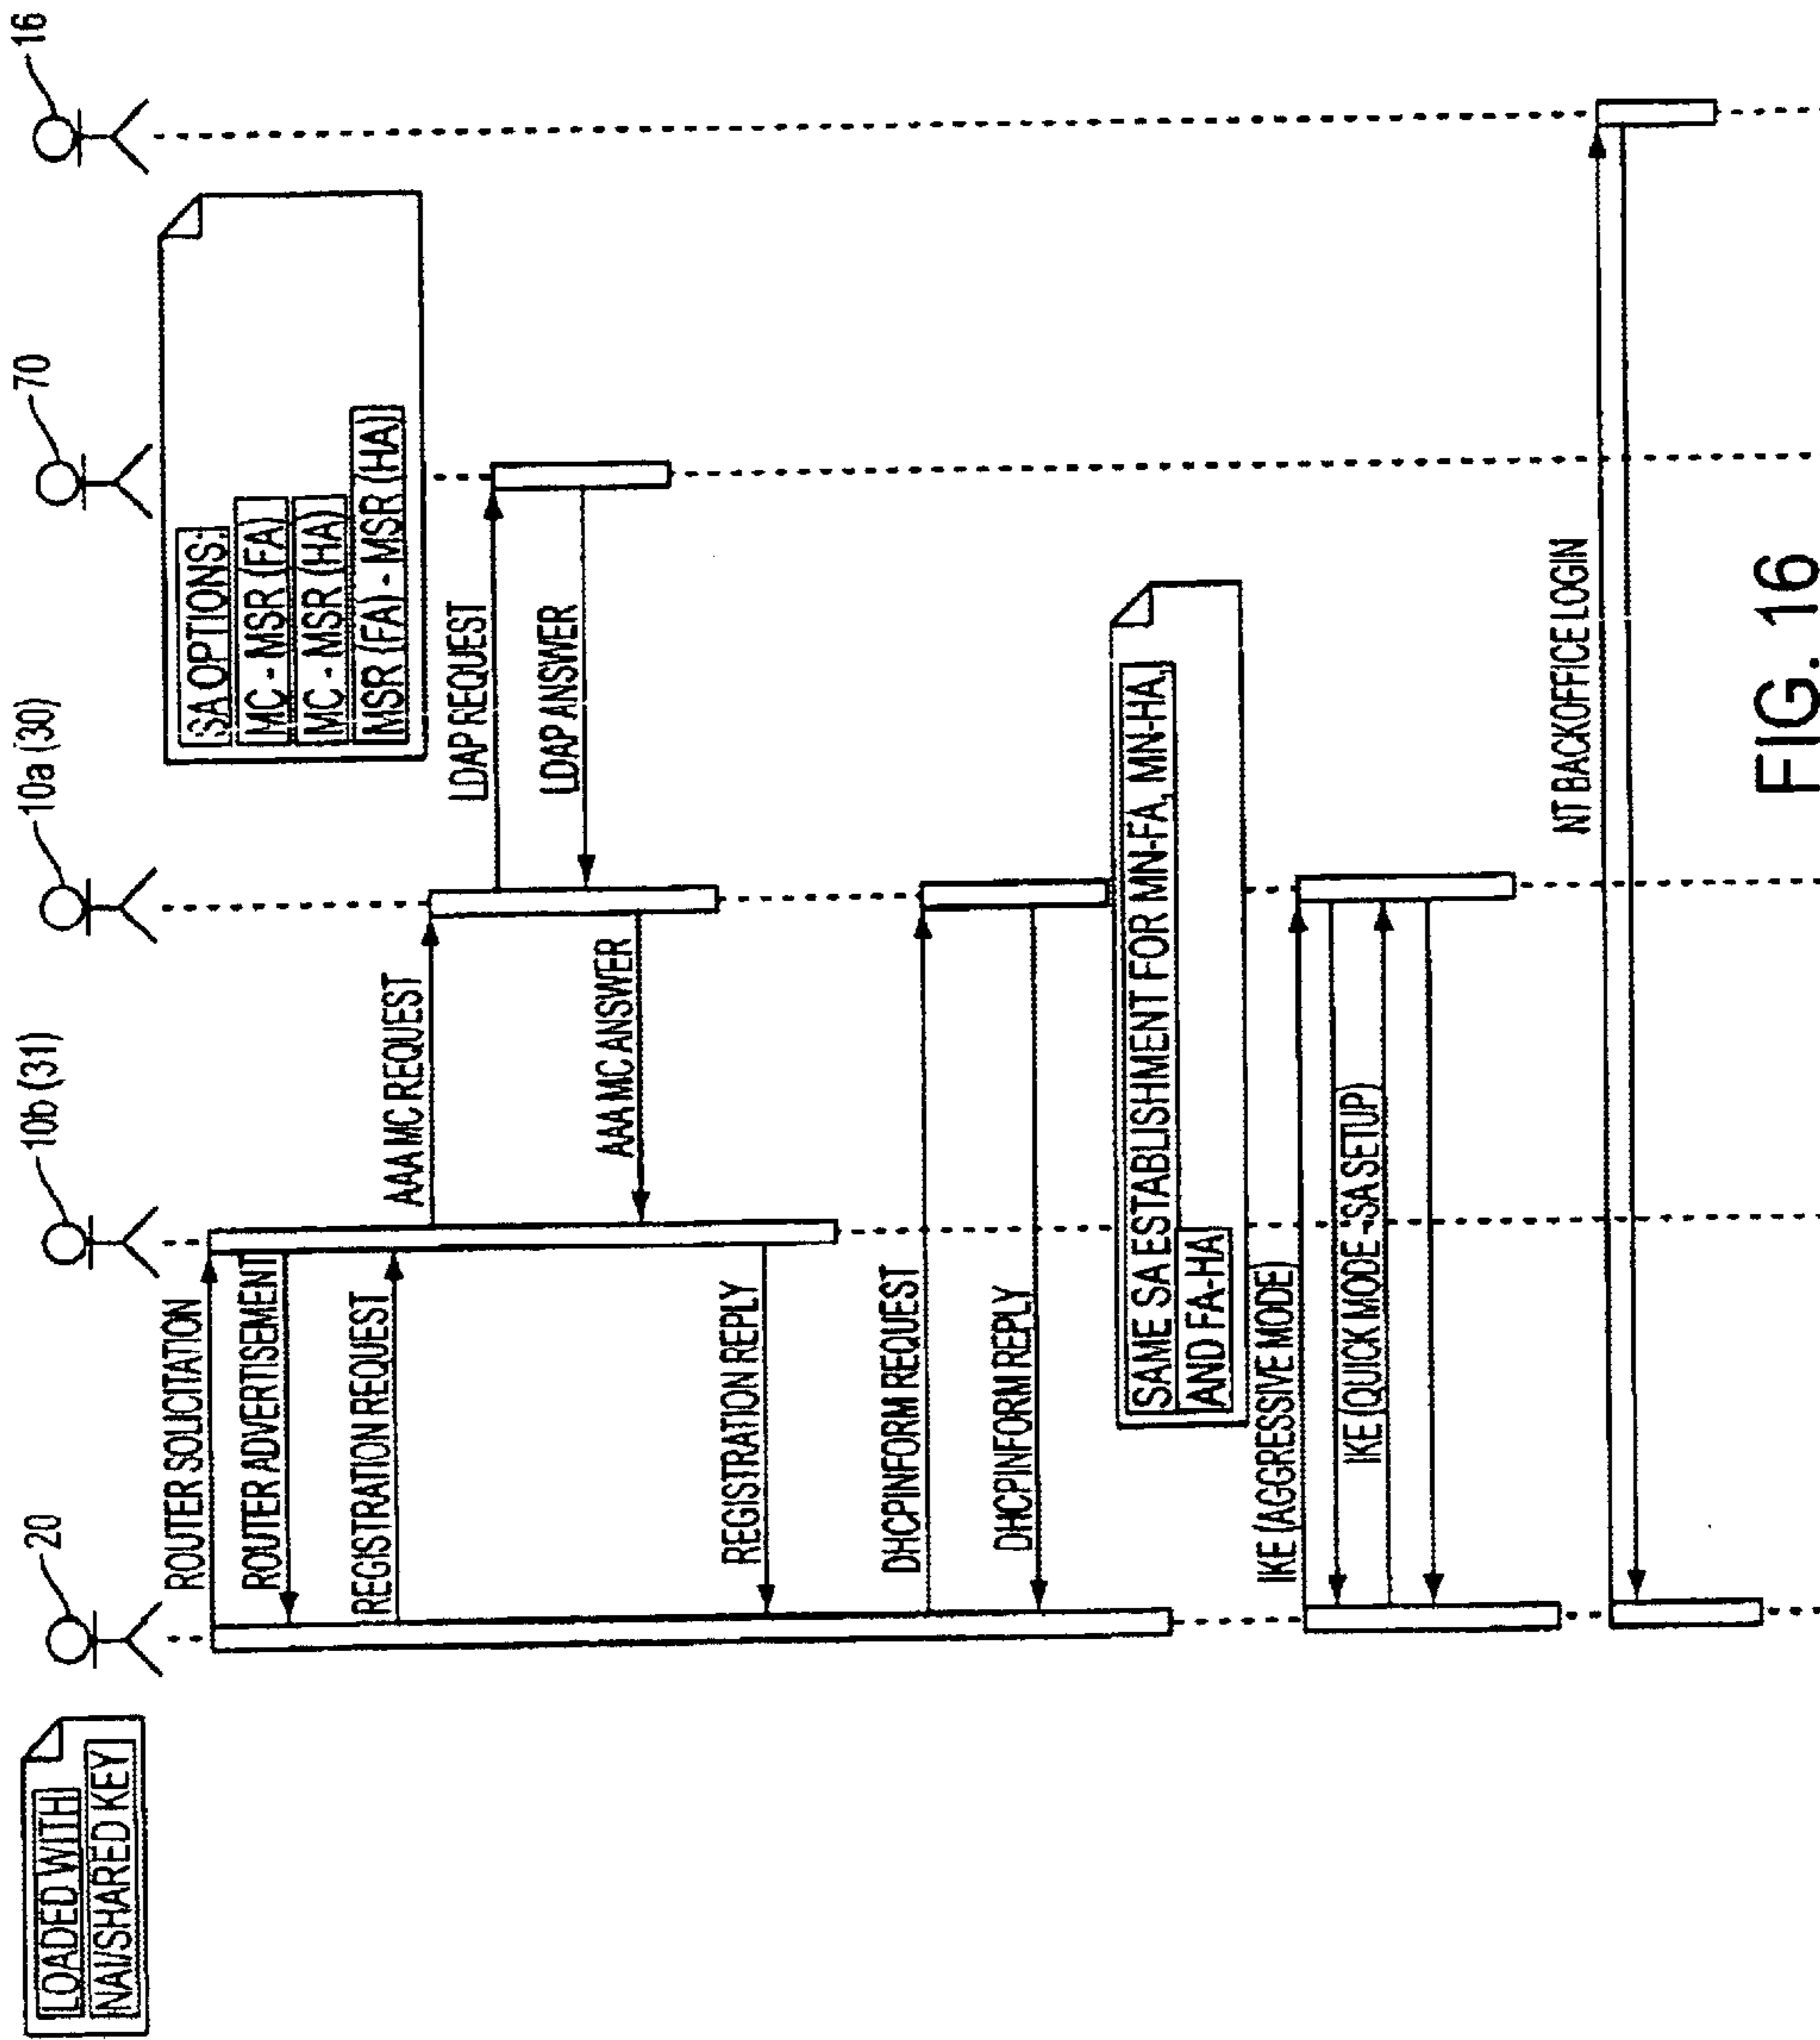 LOADED WITH
NAI/SHARED KEY
20
10b (31)
10a (30)
70
16
SA OPTIONS:
MC - MSR (FA)
MC - MSR (HA)
MSR (FA) - MSR (HA)
ROUTER SOLICITATION
ROUTER ADVERTISEMENT
REGISTRATION REQUEST
AAA MC REQUEST
LDAP REQUEST
LDAP ANSWER
AAA MC ANSWER
REGISTRATION REPLY
DHCPINFORM REQUEST
DHCPINFORM REPLY
SAME SA ESTABLISHMENT FOR MN-FA, MN-HA,
AND FA-HA
IKE (AGGRESSIVE MODE)
IKE (QUICK MODE - SA SETUP)
NT BACKOFFICE LOGIN
FIG. 16